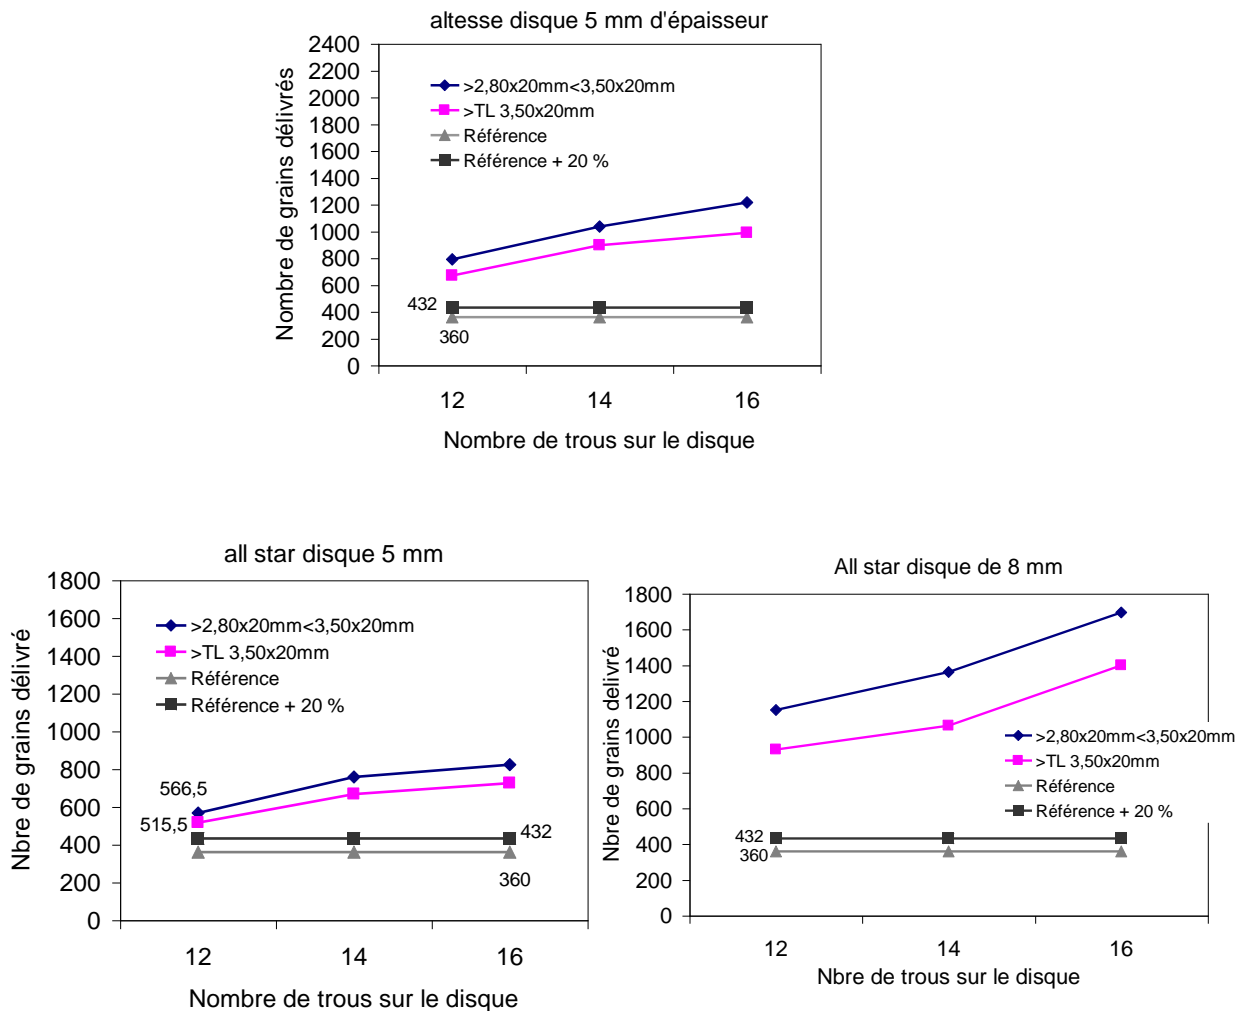 altesse disque 5 mm d'épaisseur
Nombre de grains délivrés
2400
2200
2000
1800
1600
1400
1200
1000
800
600
400
200
0
>2,80x20mm<3,50x20mm
>TL 3,50x20mm
Référence
Référence + 20 %
432
360
12 14 16
Nombre de trous sur le disque
all star disque 5 mm
Nbre de grains délivré
1800
1600
1400
1200
1000
800
600
400
200
0
>2,80x20mm<3,50x20mm
>TL 3,50x20mm
Référence
Référence + 20 %
566,5
515,5
432
360
12 14 16
Nombre de trous sur le disque
All star disque de 8 mm
Nbre de grains délivré
1800
1600
1400
1200
1000
800
600
400
200
0
>2,80x20mm<3,50x20mm
>TL 3,50x20mm
Référence
Référence + 20 %
432
360
12 14 16
Nbre de trous sur le disque